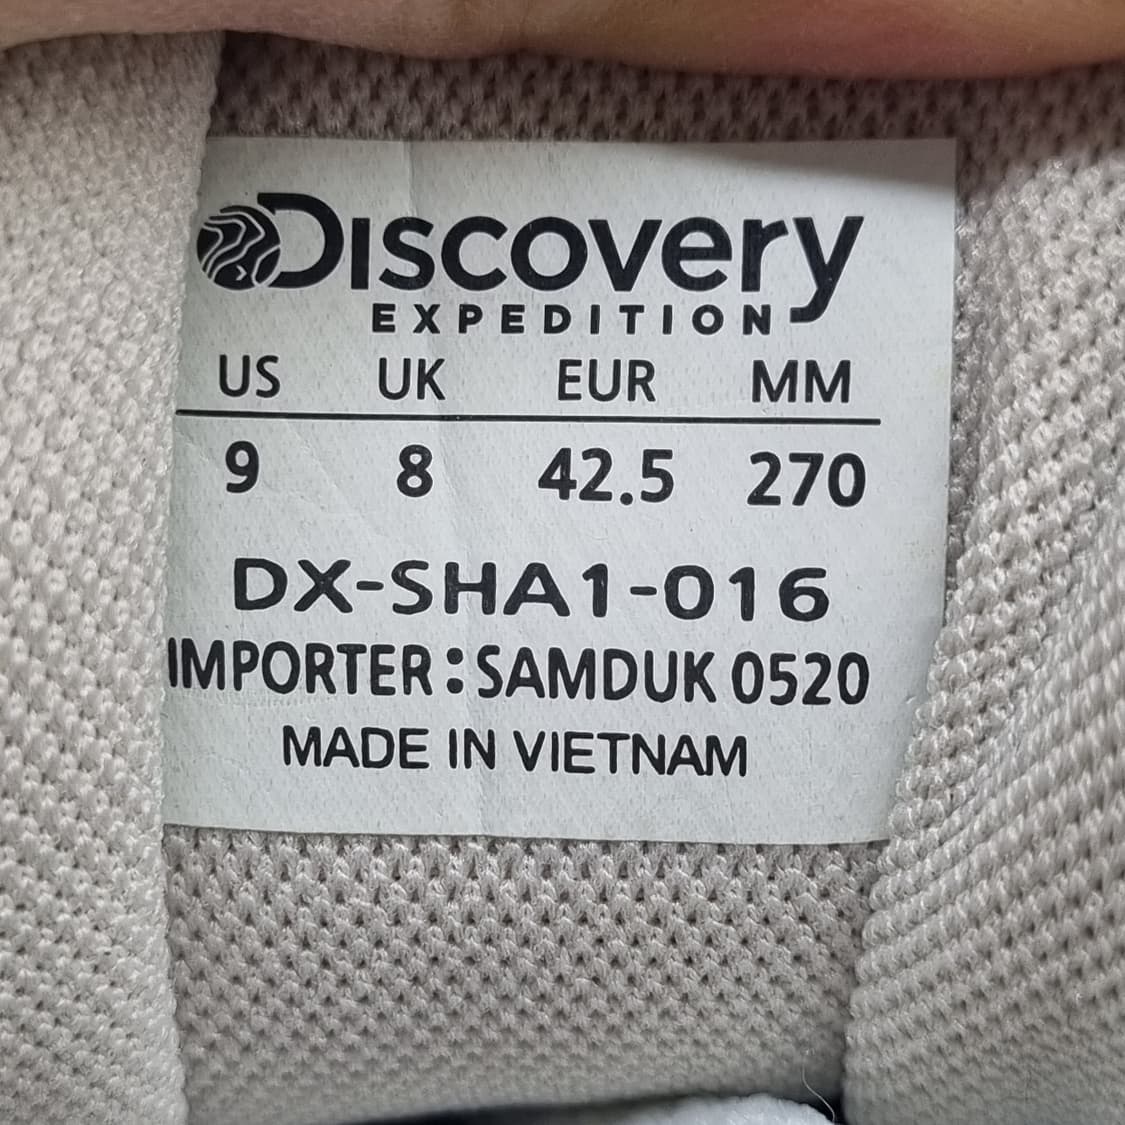 Discovery
EXPEDITION
US UK EUR MM
9 8 42.5 270
DX-SHA1-016
IMPORTER:SAMDUK 0520
MADE IN VIETNAM